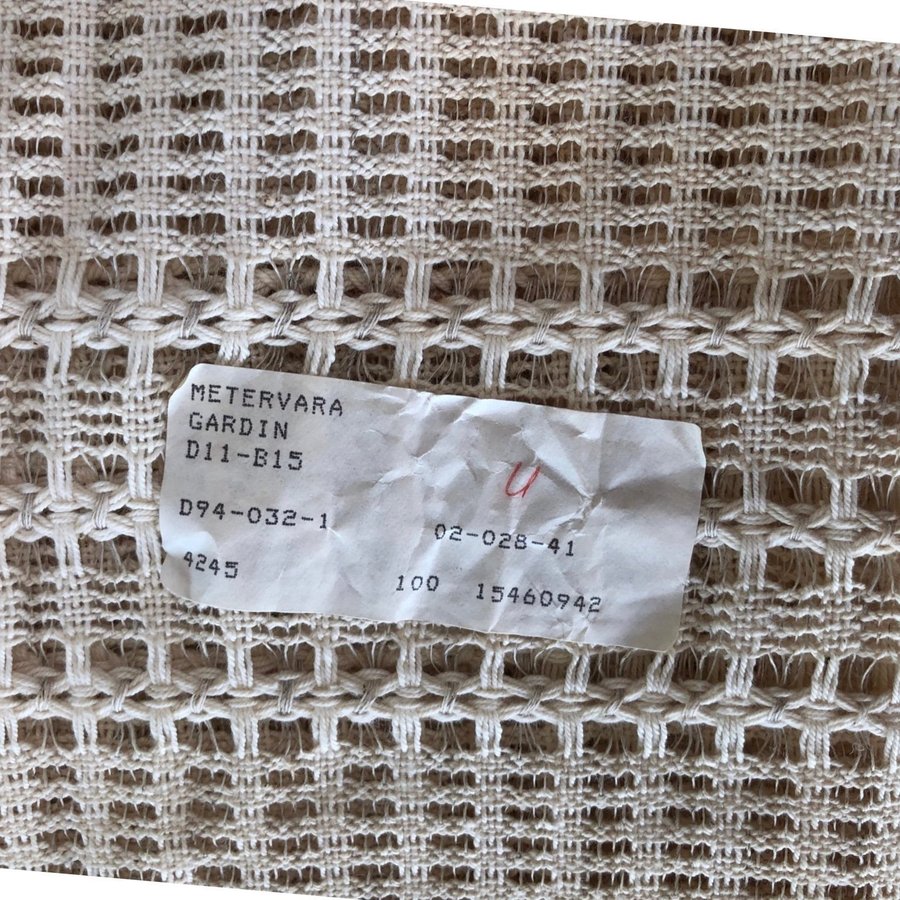 METERVARA
GARDIN
D11-B15
U
D94-032-1
02-028-41
4245
100 15460942